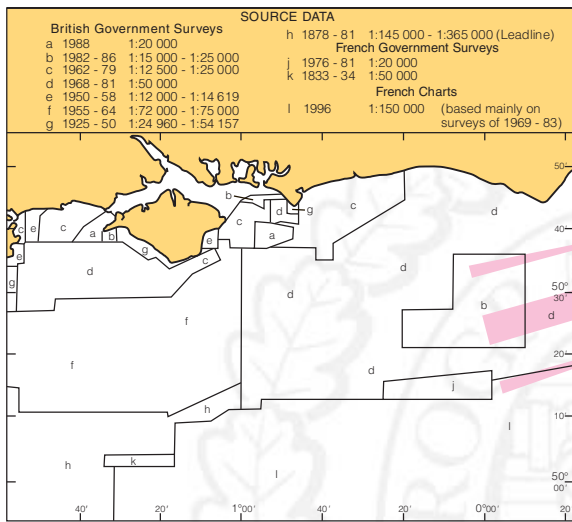 SOURCE DATA
British Government Surveys
a 1988 1:20 000
b 1982 - 86 1:15 000 - 1:25 000
c 1962 - 79 1:12 500 - 1:25 000
d 1968 - 81 1:50 000
e 1950 - 58 1:12 000 - 1:14 619
f 1955 - 64 1:72 000 - 1:75 000
g 1925 - 50 1:24 960 - 1:54 157
h 1878 - 81 1:145 000 - 1:365 000 (Leadline)
French Government Surveys
j 1976 - 81 1:20 000
k 1833 - 34 1:50 000
French Charts
l 1996 1:150 000 (based mainly on
surveys of 1969 - 83)
50'
b
c
d
d
g
c e c a b
a
40'
g
e
e
c
d
d
d
g
b
30'
50°
d
f
20'
f
d
j
10'
h
l
h
k
l
50°
00'
40'
20'
1°00'
40'
20'
0°00'
20'